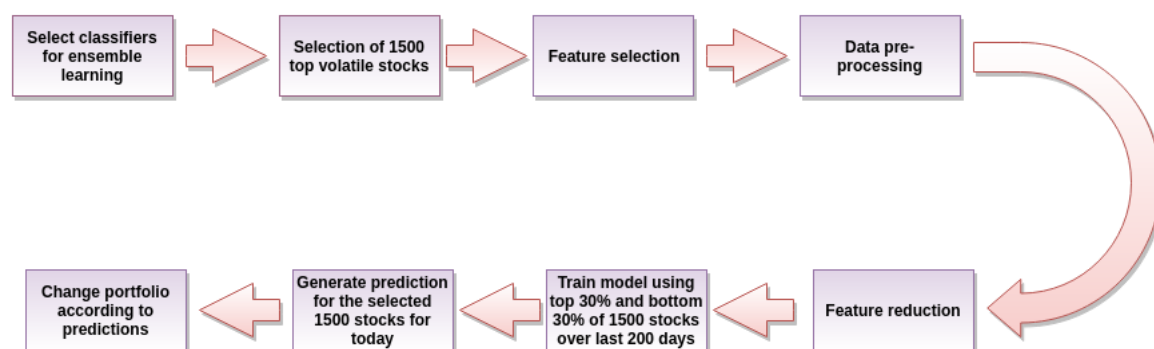 Select classifiers
for ensemble
learning
Selection of 1500
top volatile stocks
Feature selection
Data pre-
processing
Feature reduction
Train model using
top 30% and bottom
30% of 1500 stocks
over last 200 days
Generate prediction
for the selected
1500 stocks for
today
Change portfolio
according to
predictions